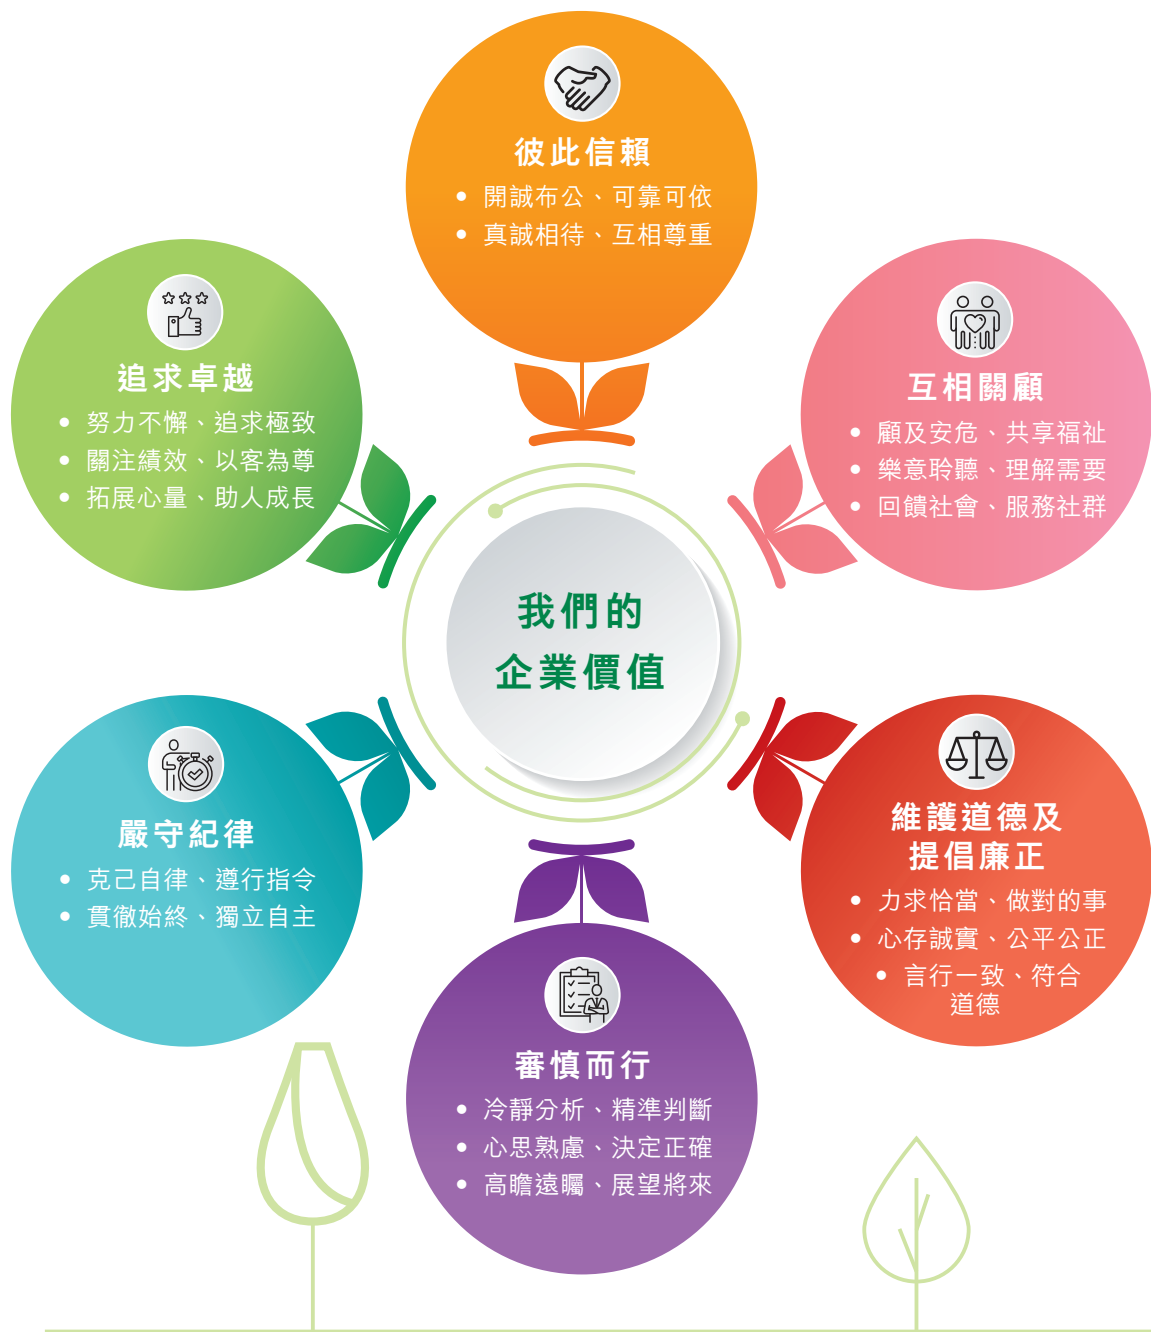 彼此信賴
• 開誠布公、可靠可依
• 真誠相待、互相尊重
追求卓越
• 努力不懈、追求極致
• 關注績效、以客為尊
• 拓展心量、助人成長
互相關顧
• 顧及安危、共享福祉
• 樂意聆聽、理解需要
• 回饋社會、服務社群
我們的
企業價值
嚴守紀律
• 克己自律、遵行指令
• 貫徹始終、獨立自主
維護道德及
提倡廉正
• 力求恰當、做對的事
• 心存誠實、公平公正
• 言行一致、符合
道德
審慎而行
• 冷靜分析、精準判斷
• 心思熟慮、決定正確
• 高瞻遠矚、展望將來